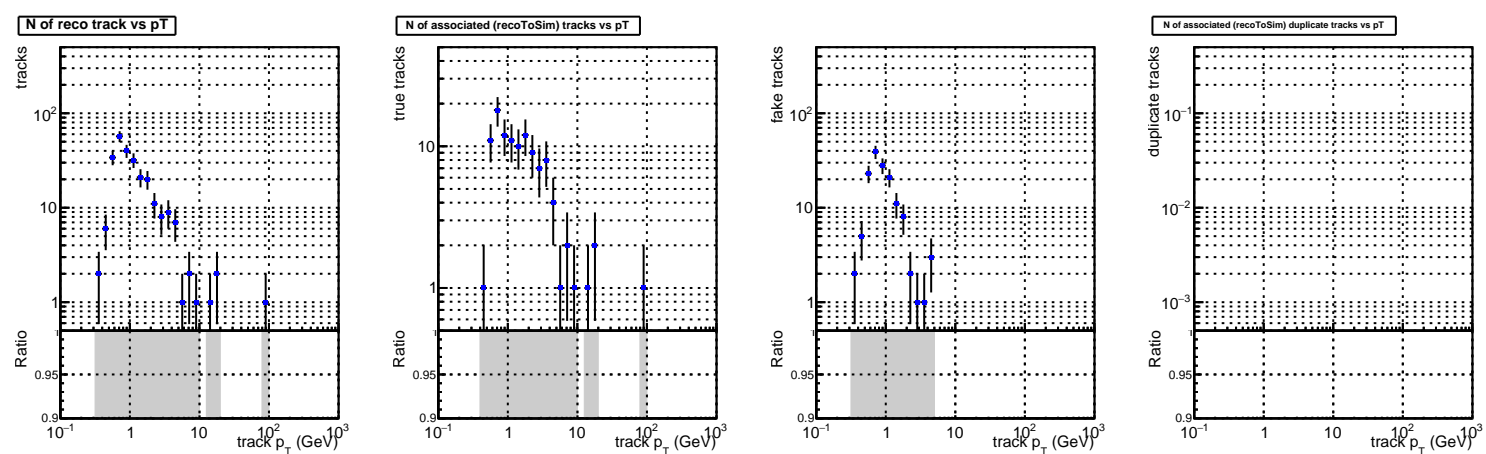 N of reco track vs pT
tracks
10²
10
1
Ratio
1
0.95
0.9
10⁻¹
1
10
10²
10³
track p_T (GeV)
N of associated (recoToSim) tracks vs pT
true tracks
10
1
Ratio
1
0.95
0.9
10⁻¹
1
10
10²
10³
track p_T (GeV)
fake tracks
10²
10
1
Ratio
1
0.95
0.9
10⁻¹
1
10
10²
10³
track p_T (GeV)
N of associated (recoToSim) duplicate tracks vs pT
duplicate tracks
10⁻¹
10⁻²
10⁻³
Ratio
1
0.95
0.9
10⁻¹
1
10
10²
10³
track p_T (GeV)